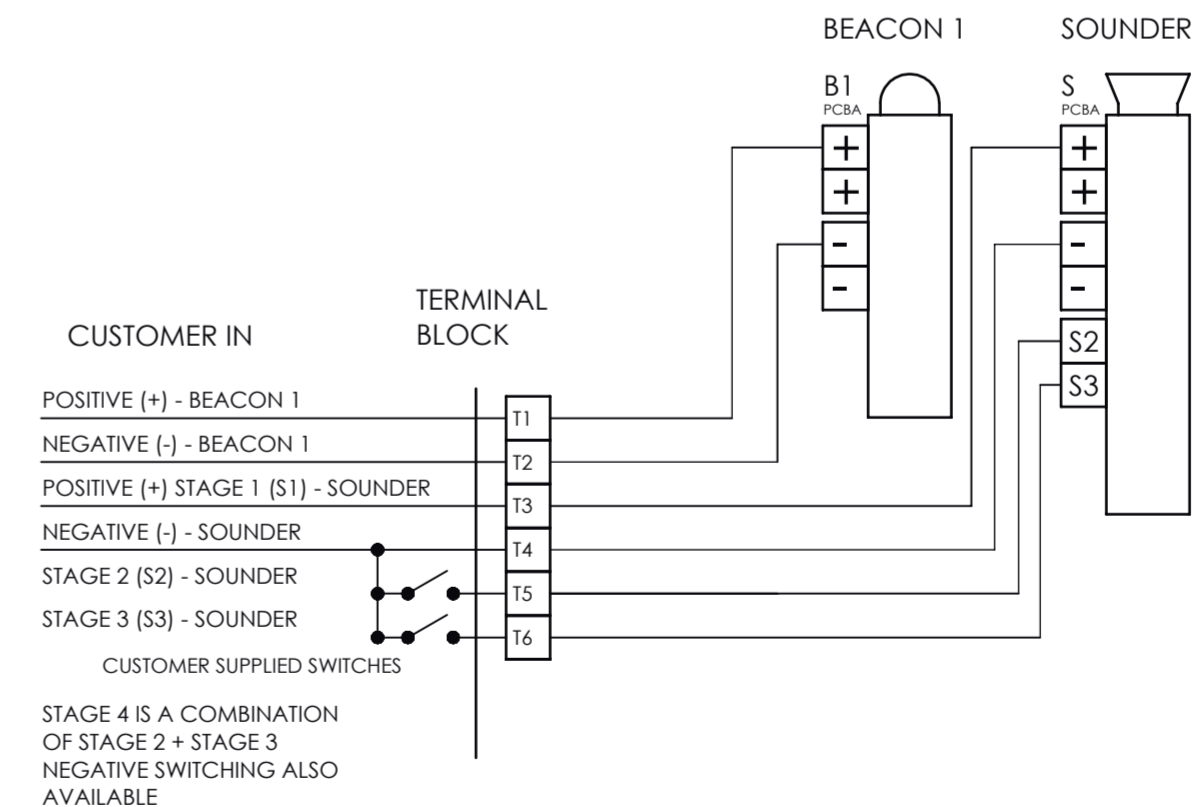 BEACON 1
SOUNDER
B1
PCBA
+
+
-
-
S
PCBA
+
+
-
-
S2
S3
TERMINAL
BLOCK
CUSTOMER IN
POSITIVE (+) - BEACON 1
NEGATIVE (-) - BEACON 1
POSITIVE (+) STAGE 1 (S1) - SOUNDER
NEGATIVE (-) - SOUNDER
STAGE 2 (S2) - SOUNDER
STAGE 3 (S3) - SOUNDER
T1
T2
T3
T4
T5
T6
CUSTOMER SUPPLIED SWITCHES
STAGE 4 IS A COMBINATION
OF STAGE 2 + STAGE 3
NEGATIVE SWITCHING ALSO
AVAILABLE